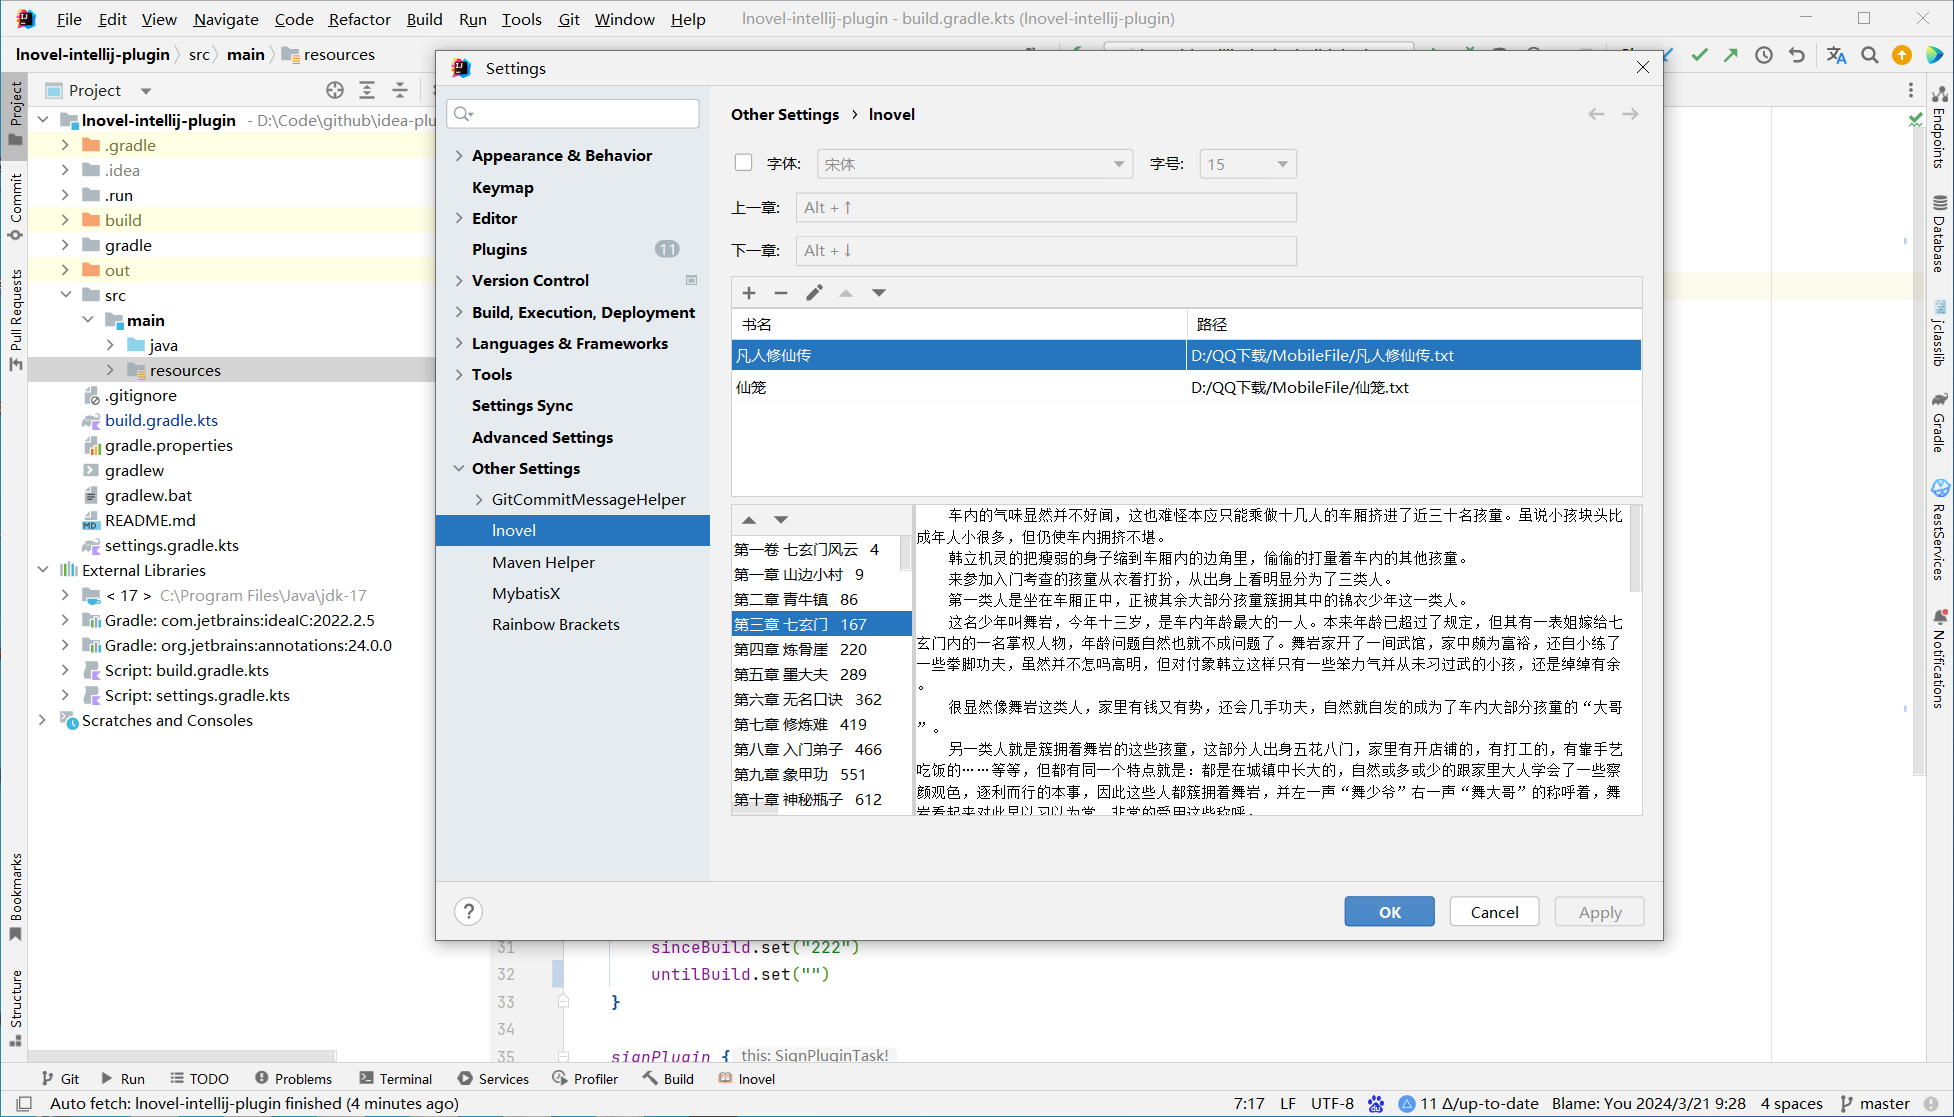 File Edit View Navigate Code Refactor Build Run Tools Git Window Help
lnovel-intellij-plugin - build.gradle.kts (lnovel-intellij-plugin)
lnovel-intellij-plugin src main resources
Project
Commit
Pull Requests
Bookmarks
Structure
Project
lnovel-intellij-plugin - D:\Code\github\idea-plu
.gradle
.idea
.run
build
gradle
out
src
main
java
resources
.gitignore
build.gradle.kts
gradle.properties
gradlew
gradlew.bat
README.md
settings.gradle.kts
External Libraries
< 17 > C:\Program Files\Java\jdk-17
Gradle: com.jetbrains:ideaIC:2022.2.5
Gradle: org.jetbrains:annotations:24.0.0
Script: build.gradle.kts
Script: settings.gradle.kts
Scratches and Consoles
Settings
Appearance & Behavior
Keymap
Editor
Plugins 11
Version Control
Build, Execution, Deployment
Languages & Frameworks
Tools
Settings Sync
Advanced Settings
Other Settings
GitCommitMessageHelper
lnovel
Maven Helper
MybatisX
Rainbow Brackets
Other Settings › lnovel
字体: 宋体 字号: 15
上一章: Alt + ↑
下一章: Alt + ↓
书名 路径
凡人修仙传 D:/QQ下载/MobileFile/凡人修仙传.txt
仙笼 D:/QQ下载/MobileFile/仙笼.txt
第一卷 七玄门风云 4
第一章 山边小村 9
第二章 青牛镇 86
第三章 七玄门 167
第四章 炼骨崖 220
第五章 墨大夫 289
第六章 无名口诀 362
第七章 修炼难 419
第八章 入门弟子 466
第九章 象甲功 551
第十章 神秘瓶子 612
车内的气味显然并不好闻，这也难怪本应只能乘做十几人的车厢挤进了近三十名孩童。虽说小孩块头比
成年人小很多，但仍使车内拥挤不堪。
韩立机灵的把瘦弱的身子缩到车厢内的边角里，偷偷的打量着车内的其他孩童。
来参加入门考查的孩童从衣着打扮，从出身上看明显分为了三类人。
第一类人是坐在车厢正中，正被其余大部分孩童簇拥其中的锦衣少年这一类人。
这名少年叫舞岩，今年十三岁，是车内年龄最大的一人。本来年龄已超过了规定，但其有一表姐嫁给七
玄门内的一名掌权人物，年龄问题自然也就不成问题了。舞岩家开了一间武馆，家中颇为富裕，还自小练了
一些拳脚功夫，虽然并不怎吗高明，但对付象韩立这样只有一些笨力气并从未习过武的小孩，还是绰绰有余
。
很显然像舞岩这类人，家里有钱又有势，还会几手功夫，自然就自发的成为了车内大部分孩童的“大哥
”。
另一类人就是簇拥着舞岩的这些孩童，这部分人出身五花八门，家里有开店铺的，有打工的，有靠手艺
吃饭的……等等，但都有同一个特点就是：都是在城镇中长大的，自然或多或少的跟家里大人学会了一些察
颜观色，逐利而行的本事，因此这些人都簇拥着舞岩，并左一声“舞少爷”右一声“舞大哥”的称呼着，舞
岩看起来对此早以习以为常，非常的受用这些称呼。
? OK Cancel Apply
31 sinceBuild.set("222")
32 untilBuild.set("")
33 }
34
35 signPlugin { this: SignPluginTask!
Endpoints
Database
jclasslib
Gradle
RestServices
Notifications
Git Run TODO Problems Terminal Services Profiler Build lnovel
Auto fetch: lnovel-intellij-plugin finished (4 minutes ago) 7:17 LF UTF-8 11 Δ/up-to-date Blame: You 2024/3/21 9:28 4 spaces master